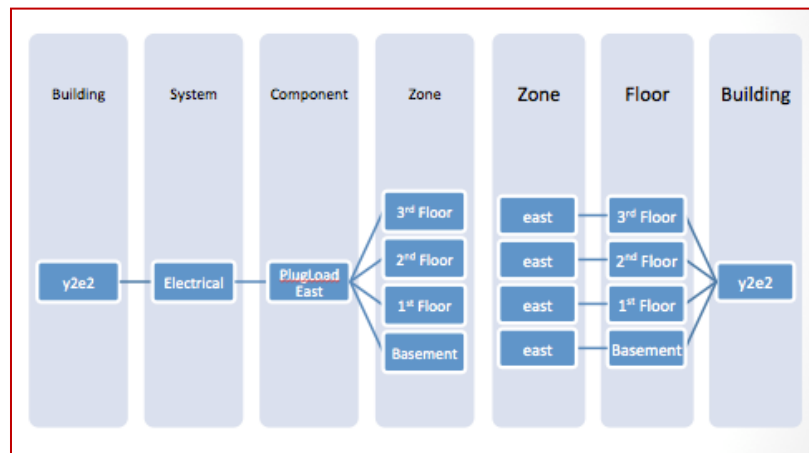 Building System Component Zone Zone Floor Building
3rd Floor east 3rd Floor
2nd Floor east 2nd Floor
y2e2 Electrical PlugLoad East y2e2
1st Floor east 1st Floor
Basement east Basement